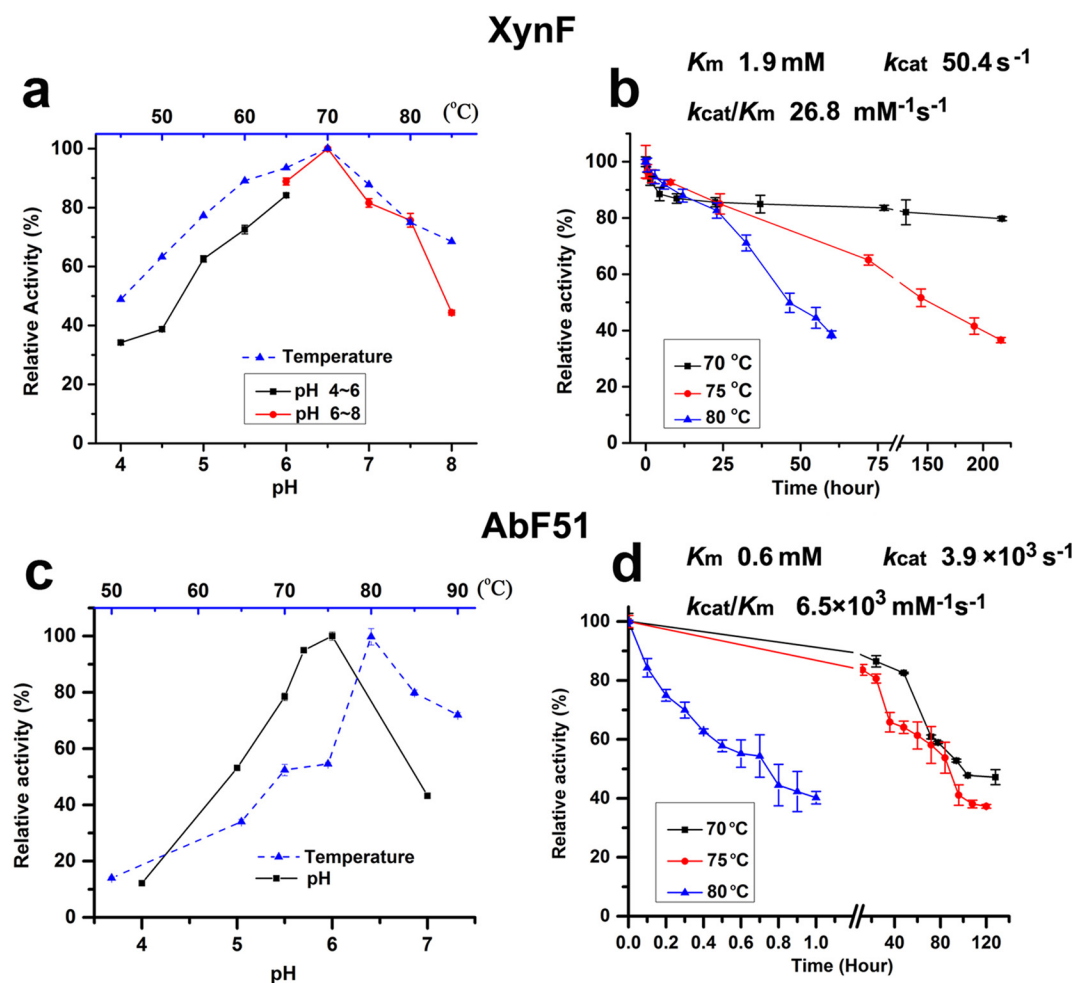 XynF
a
50 60 70 80 (°C)
100
80
60
40
20
0
Relative Activity (%)
Temperature
pH 4~6
pH 6~8
4 5 6 7 8
pH
b
Km 1.9 mM kcat 50.4 s-1
kcat/Km 26.8 mM-1s-1
100
80
60
40
20
0
Relative activity (%)
70 °C
75 °C
80 °C
0 25 50 75 150 200
Time (hour)
AbF51
c
50 60 70 80 90 (°C)
100
80
60
40
20
0
Relative activity (%)
Temperature
pH
4 5 6 7
pH
d
Km 0.6 mM kcat 3.9 ×10³ s-1
kcat/Km 6.5×10³ mM-1s-1
100
80
60
40
20
0
Relative activity (%)
70 °C
75 °C
80 °C
0.0 0.2 0.4 0.6 0.8 1.0 40 80 120
Time (Hour)